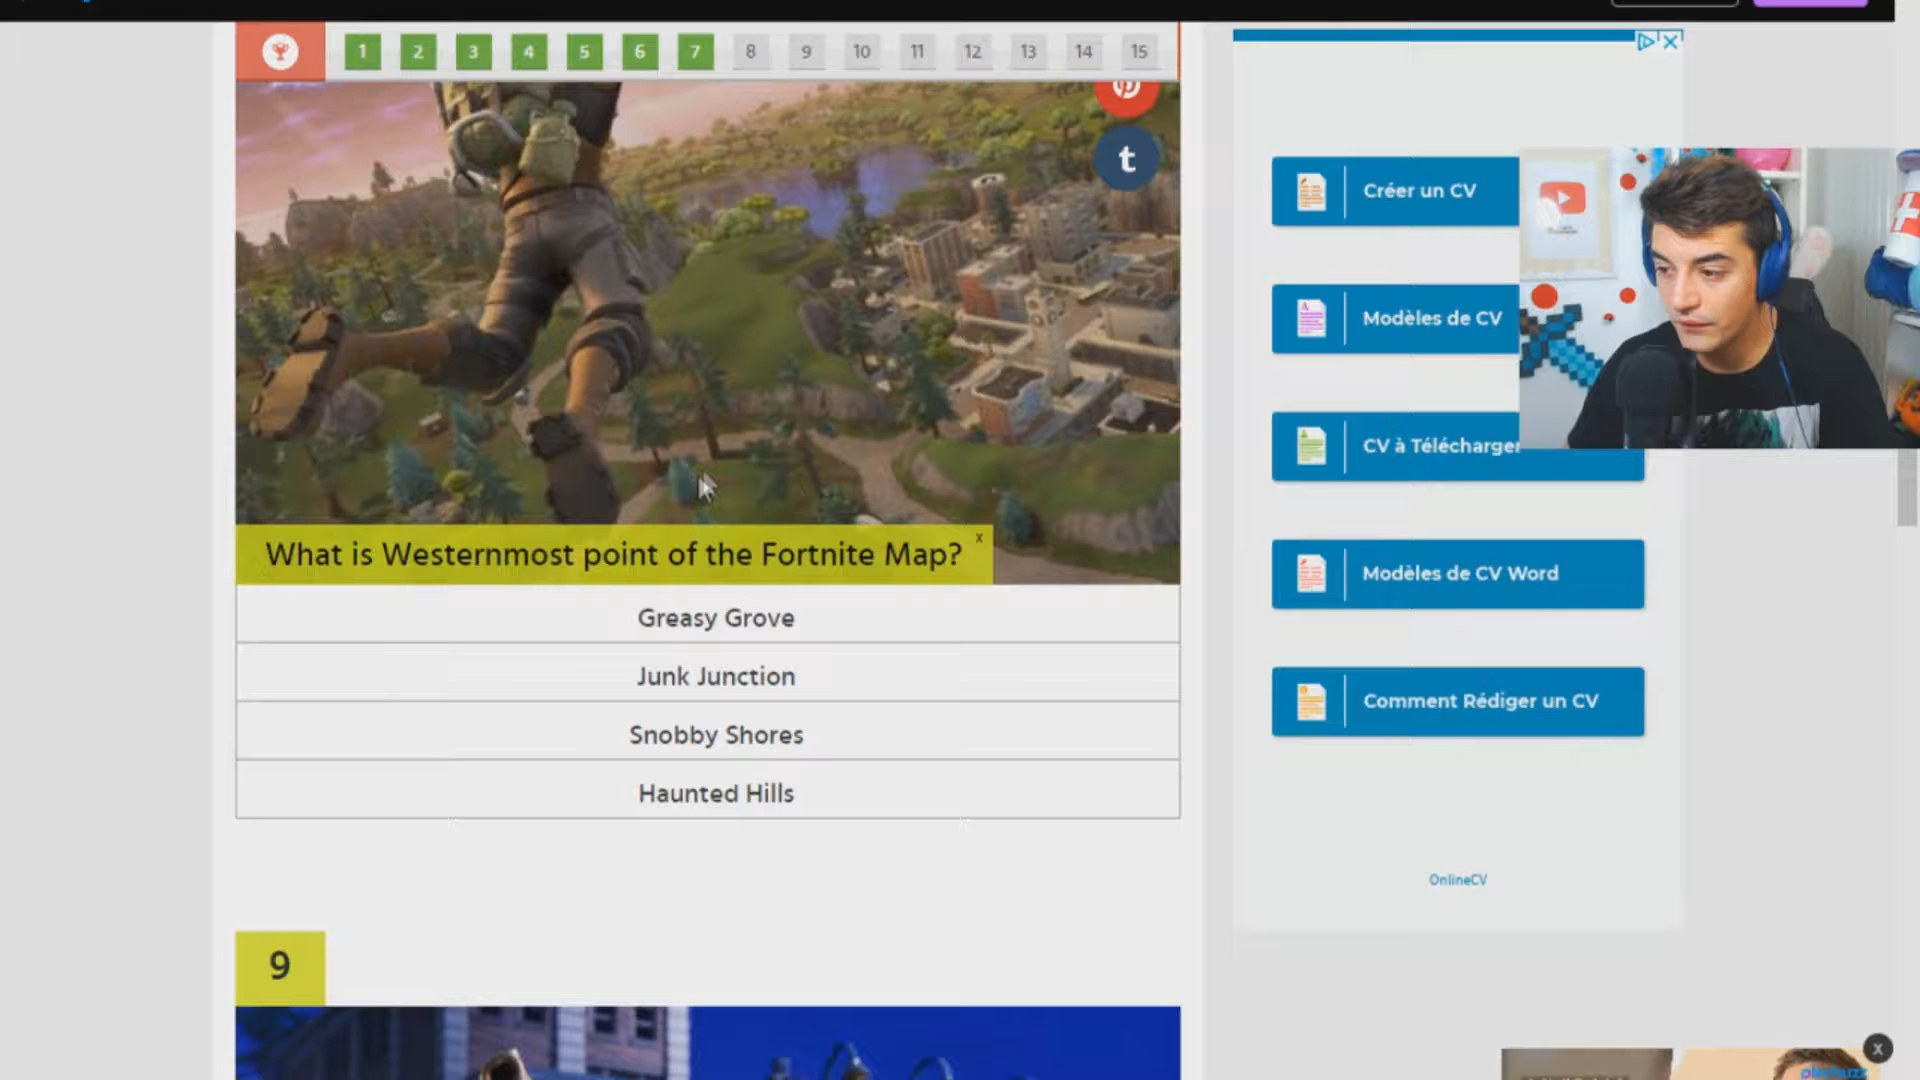 1 2 3 4 5 6 7 8 9 10 11 12 13 14 15
t
What is Westernmost point of the Fortnite Map?
x
Greasy Grove
Junk Junction
Snobby Shores
Haunted Hills
9
Créer un CV
Modèles de CV
CV à Télécharger
Modèles de CV Word
Comment Rédiger un CV
OnlineCV
x
playbuzz